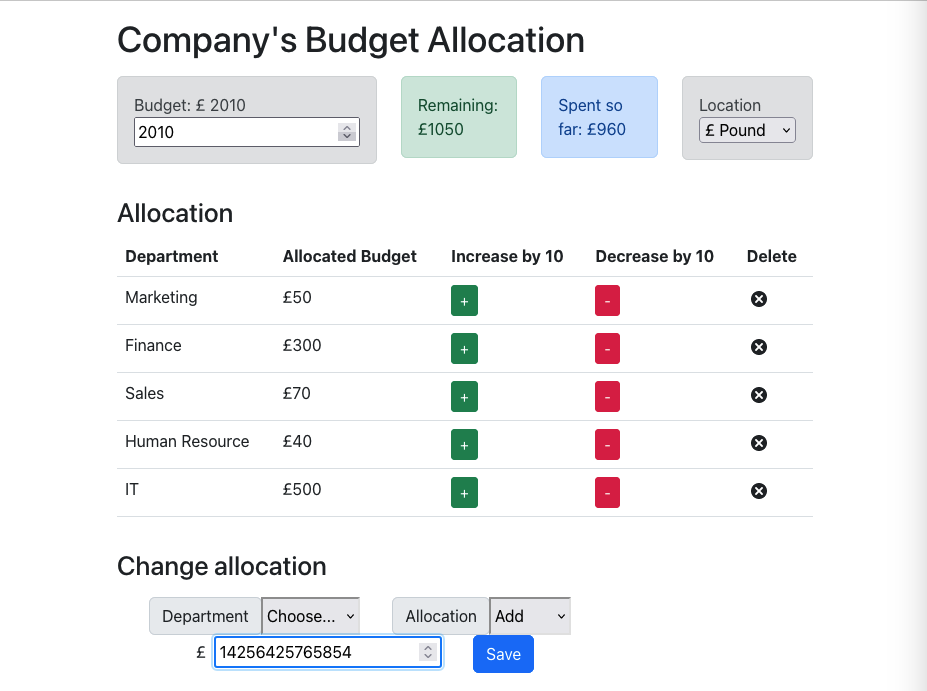 Company's Budget Allocation
Budget: £ 2010
2010
Remaining:
£1050
Spent so
far: £960
Location
£ Pound
Allocation
Department Allocated Budget Increase by 10 Decrease by 10 Delete
Marketing £50 + -
Finance £300 + -
Sales £70 + -
Human Resource £40 + -
IT £500 + -
Change allocation
Department Choose... Allocation Add
£ 14256425765854 Save